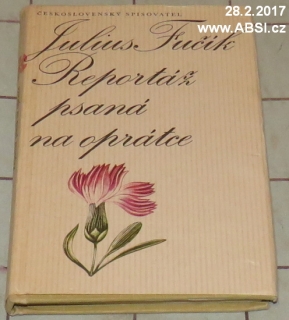 28.2.2017
www.ABSI.cz
ČESKOSLOVENSKÝ SPISOVATEL
Julius Fučík
Reportáž
psaná
na oprátce